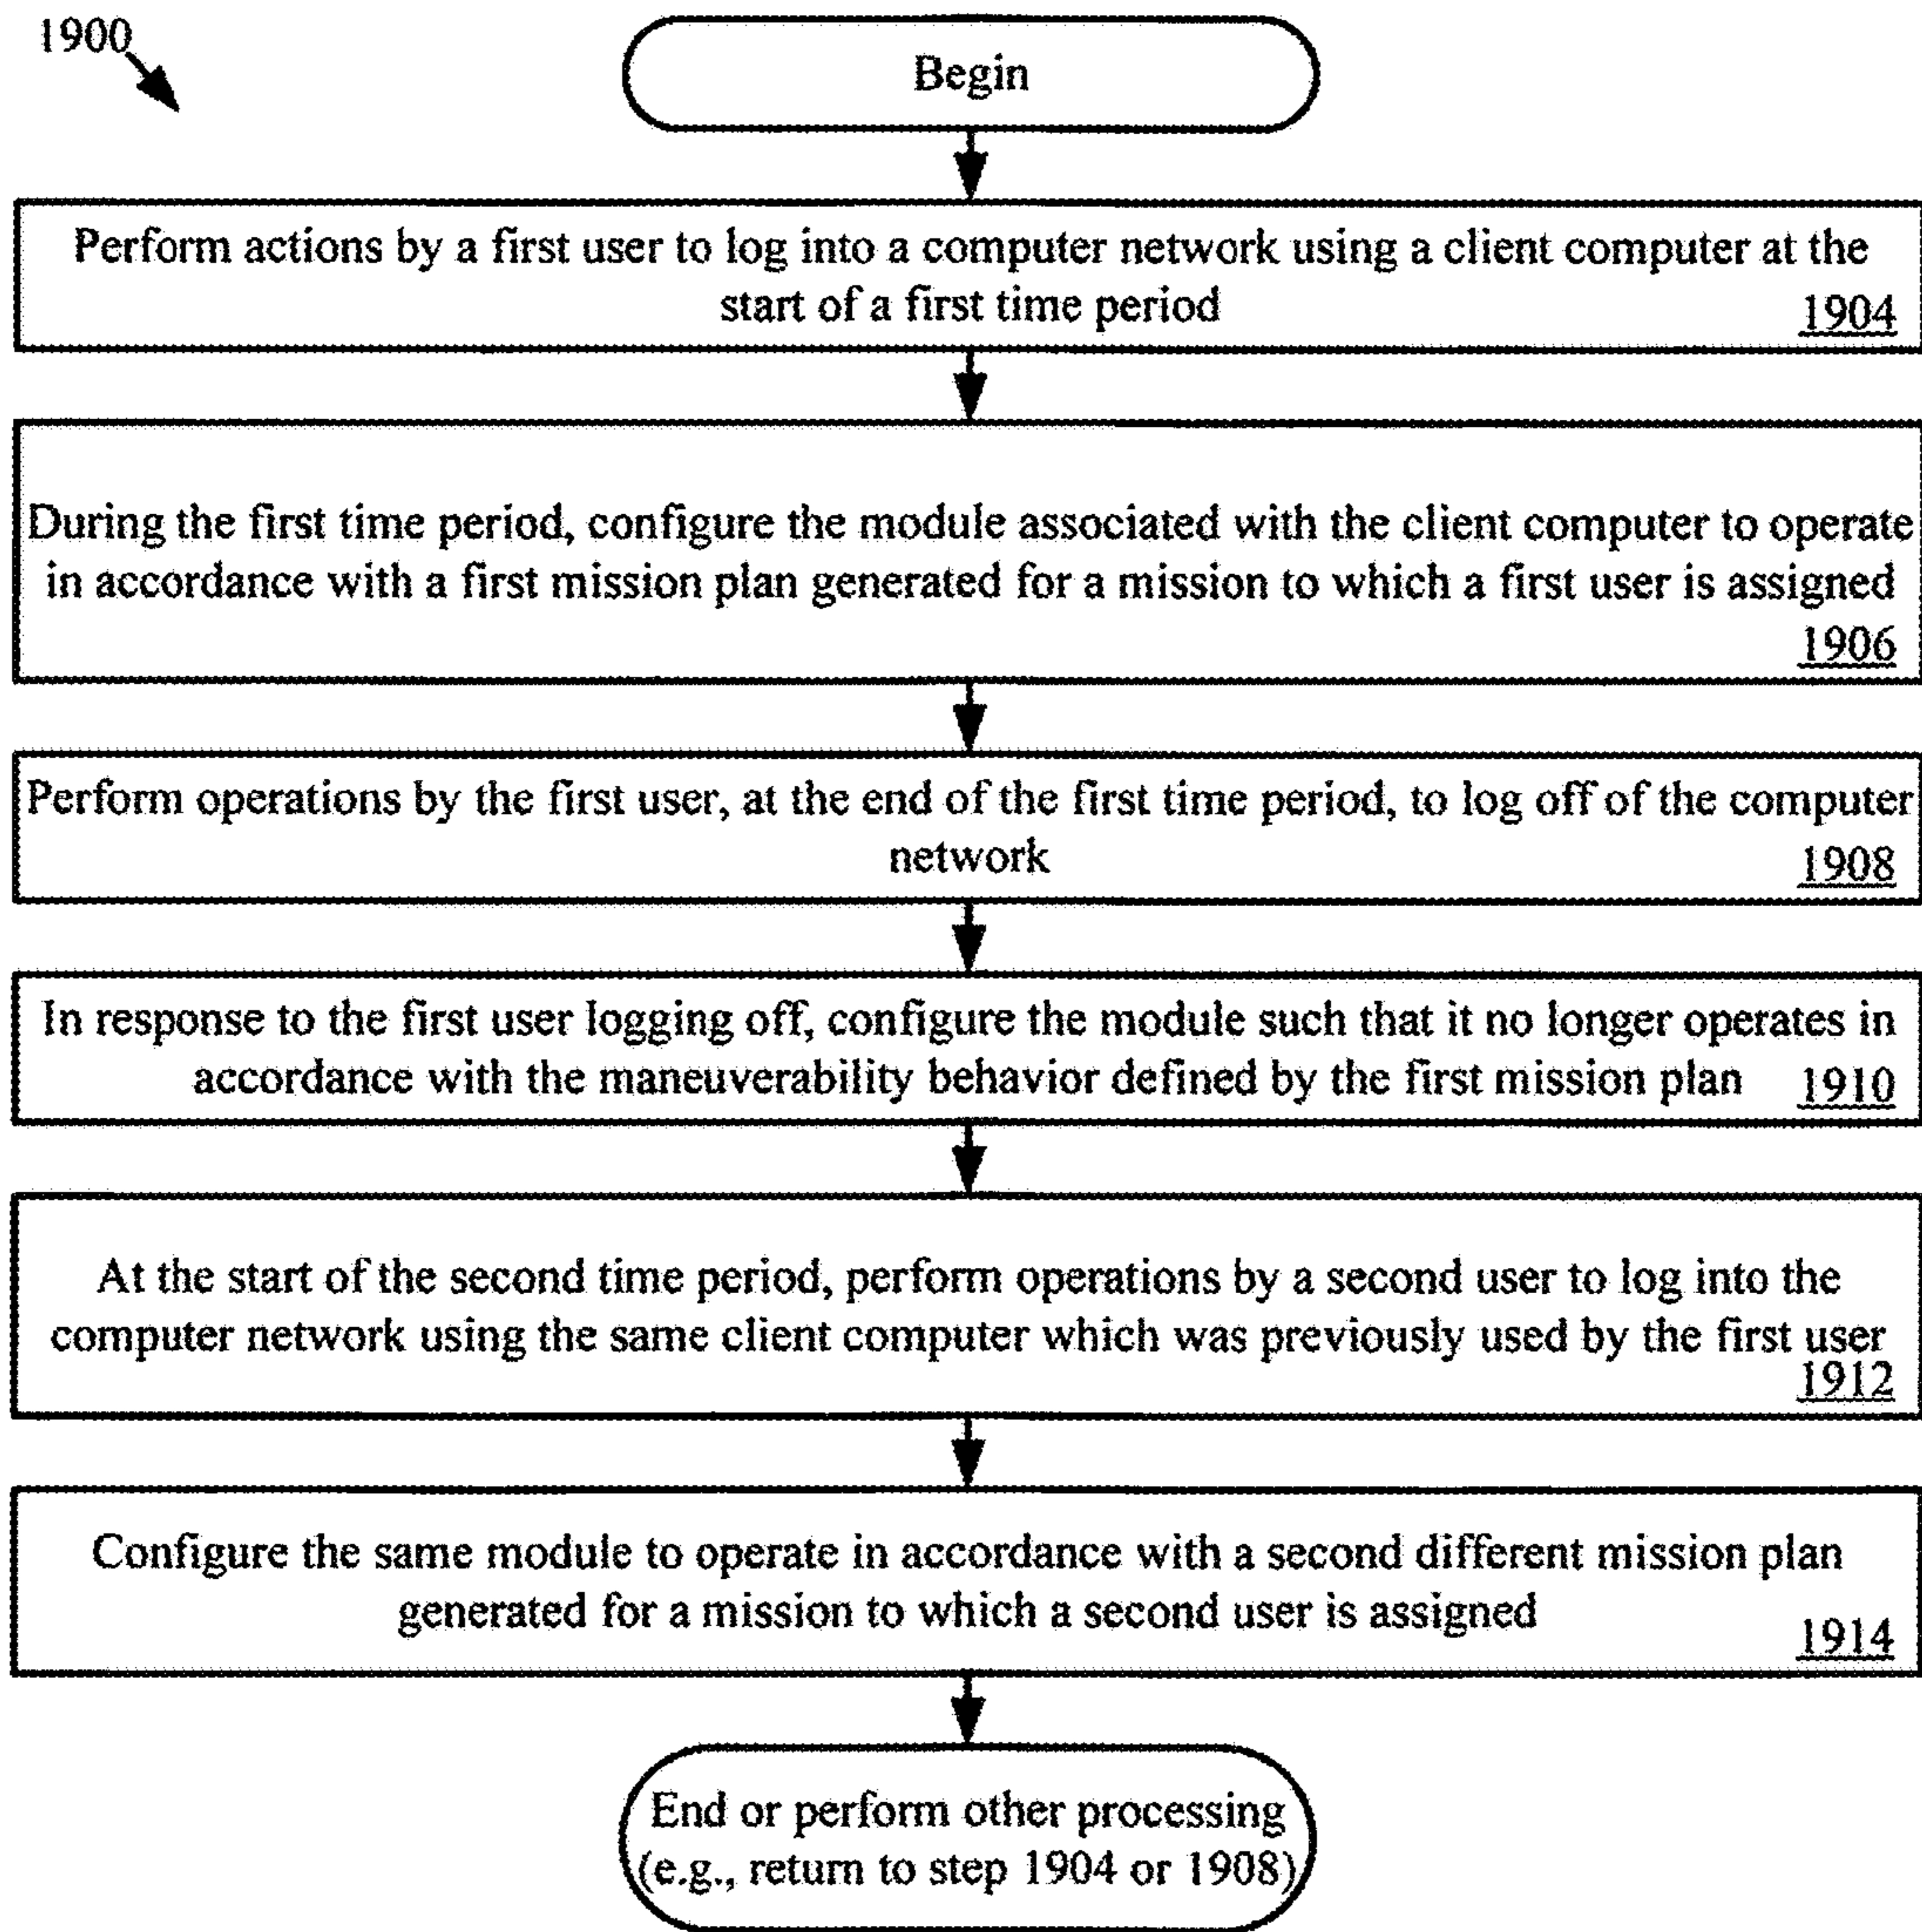 1900
Begin
Perform actions by a first user to log into a computer network using a client computer at the
start of a first time period
1904
During the first time period, configure the module associated with the client computer to operate
in accordance with a first mission plan generated for a mission to which a first user is assigned
1906
Perform operations by the first user, at the end of the first time period, to log off of the computer
network
1908
In response to the first user logging off, configure the module such that it no longer operates in
accordance with the maneuverability behavior defined by the first mission plan
1910
At the start of the second time period, perform operations by a second user to log into the
computer network using the same client computer which was previously used by the first user
1912
Configure the same module to operate in accordance with a second different mission plan
generated for a mission to which a second user is assigned
1914
End or perform other processing
(e.g., return to step 1904 or 1908)